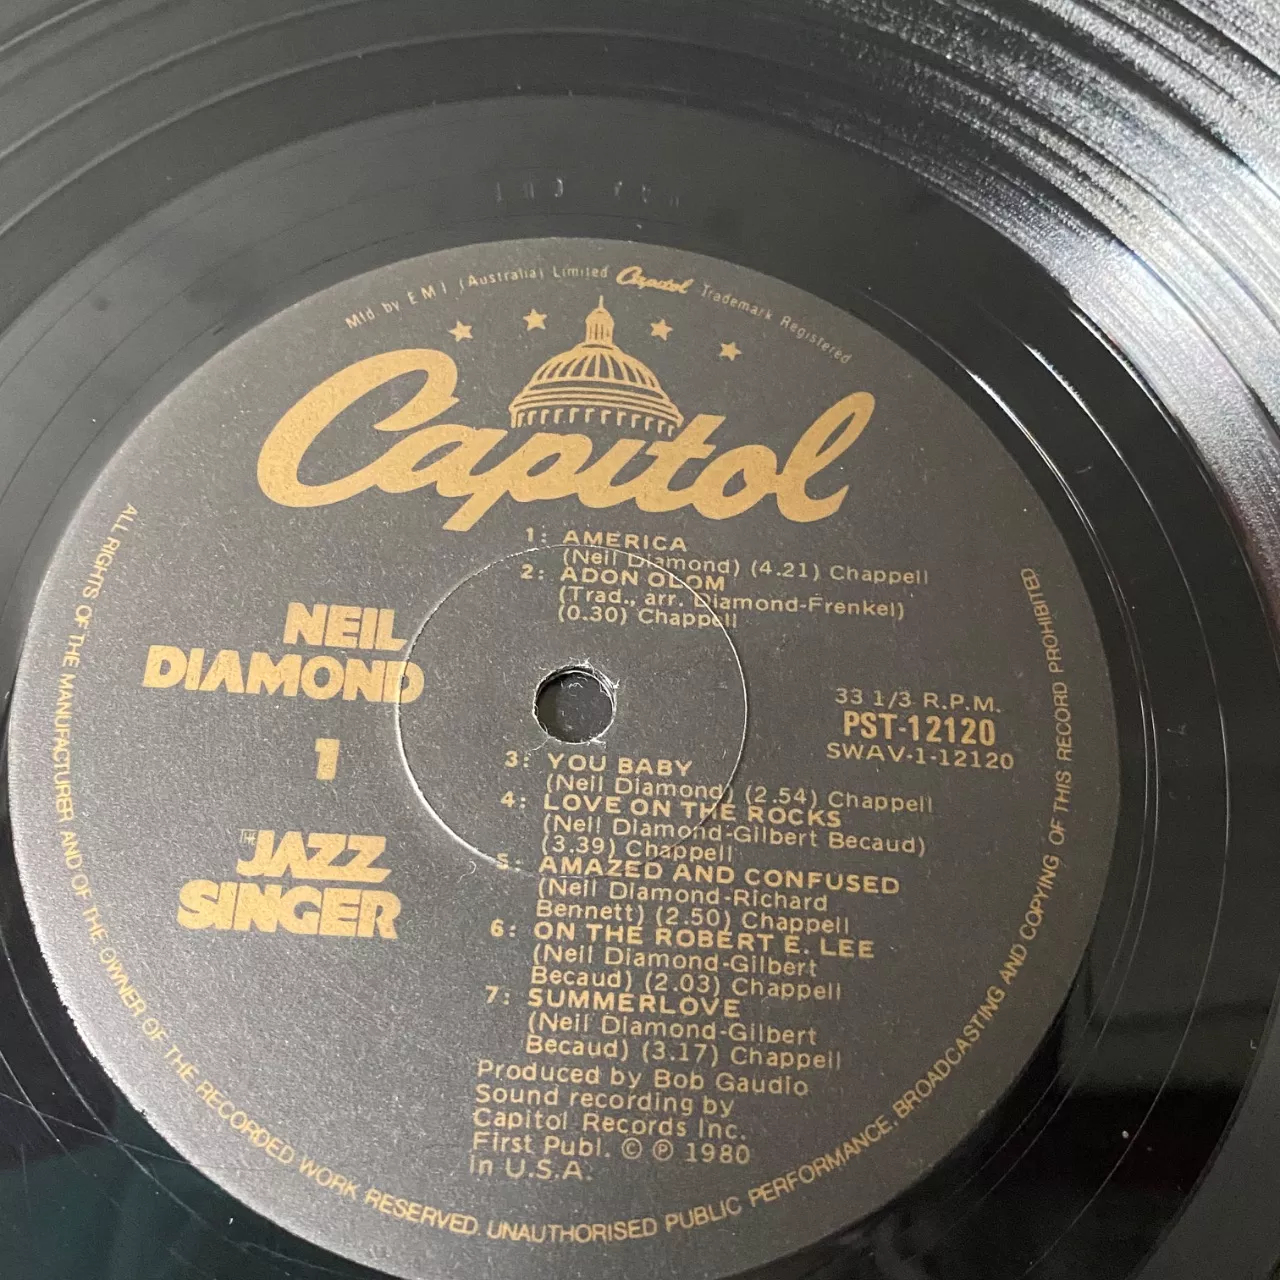 Mfd by E M I (Australia) Limited Capitol Trademark Registered
Capitol
1: AMERICA
(Neil Diamond) (4.21) Chappell
2: ADON OLOM
(Trad., arr. Diamond-Frenkel)
(0.30) Chappell
NEIL
DIAMOND
1
THE JAZZ
SINGER
33 1/3 R.P.M.
PST-12120
SWAV-1-12120
3: YOU BABY
(Neil Diamond) (2.54) Chappell
4: LOVE ON THE ROCKS
(Neil Diamond-Gilbert Becaud)
(3.39) Chappell
5: AMAZED AND CONFUSED
(Neil Diamond-Richard
Bennett) (2.50) Chappell
6: ON THE ROBERT E. LEE
(Neil Diamond-Gilbert
Becaud) (2.03) Chappell
7: SUMMERLOVE
(Neil Diamond-Gilbert
Becaud) (3.17) Chappell
Produced by Bob Gaudio
Sound recording by
Capitol Records Inc.
First Publ. © ℗ 1980
in U.S.A.
ALL RIGHTS OF THE MANUFACTURER AND OF THE OWNER OF THE RECORDED WORK RESERVED. UNAUTHORISED PUBLIC PERFORMANCE, BROADCASTING AND COPYING OF THIS RECORD PROHIBITED